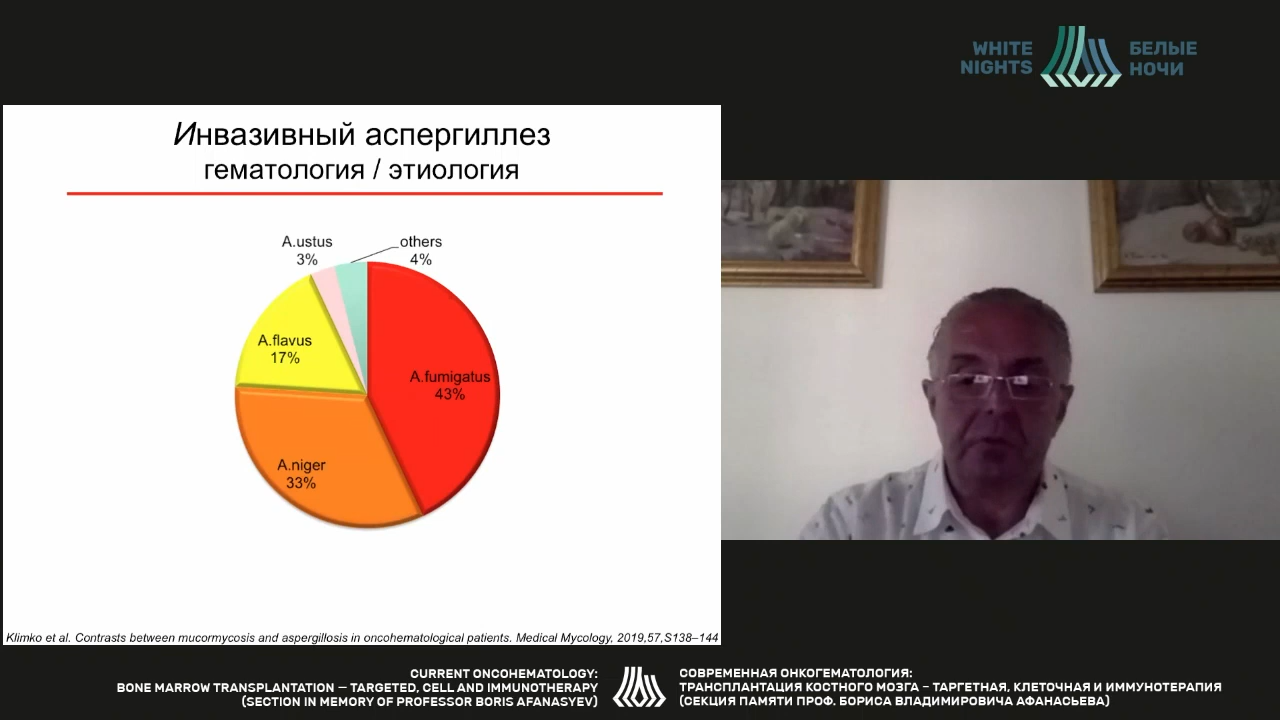 WHITE
NIGHTS
БЕЛЫЕ
НОЧИ
Инвазивный аспергиллез
гематология / этиология
A.ustus
3%
others
4%
A.flavus
17%
A.fumigatus
43%
A.niger
33%
Klimko et al. Contrasts between mucormycosis and aspergillosis in oncohematological patients. Medical Mycology, 2019,57,S138–144
CURRENT ONCOHEMATOLOGY:
BONE MARROW TRANSPLANTATION – TARGETED, CELL AND IMMUNOTHERAPY
(SECTION IN MEMORY OF PROFESSOR BORIS AFANASYEV)
СОВРЕМЕННАЯ ОНКОГЕМАТОЛОГИЯ:
ТРАНСПЛАНТАЦИЯ КОСТНОГО МОЗГА – ТАРГЕТНАЯ, КЛЕТОЧНАЯ И ИММУНОТЕРАПИЯ
(СЕКЦИЯ ПАМЯТИ ПРОФ. БОРИСА ВЛАДИМИРОВИЧА АФАНАСЬЕВА)